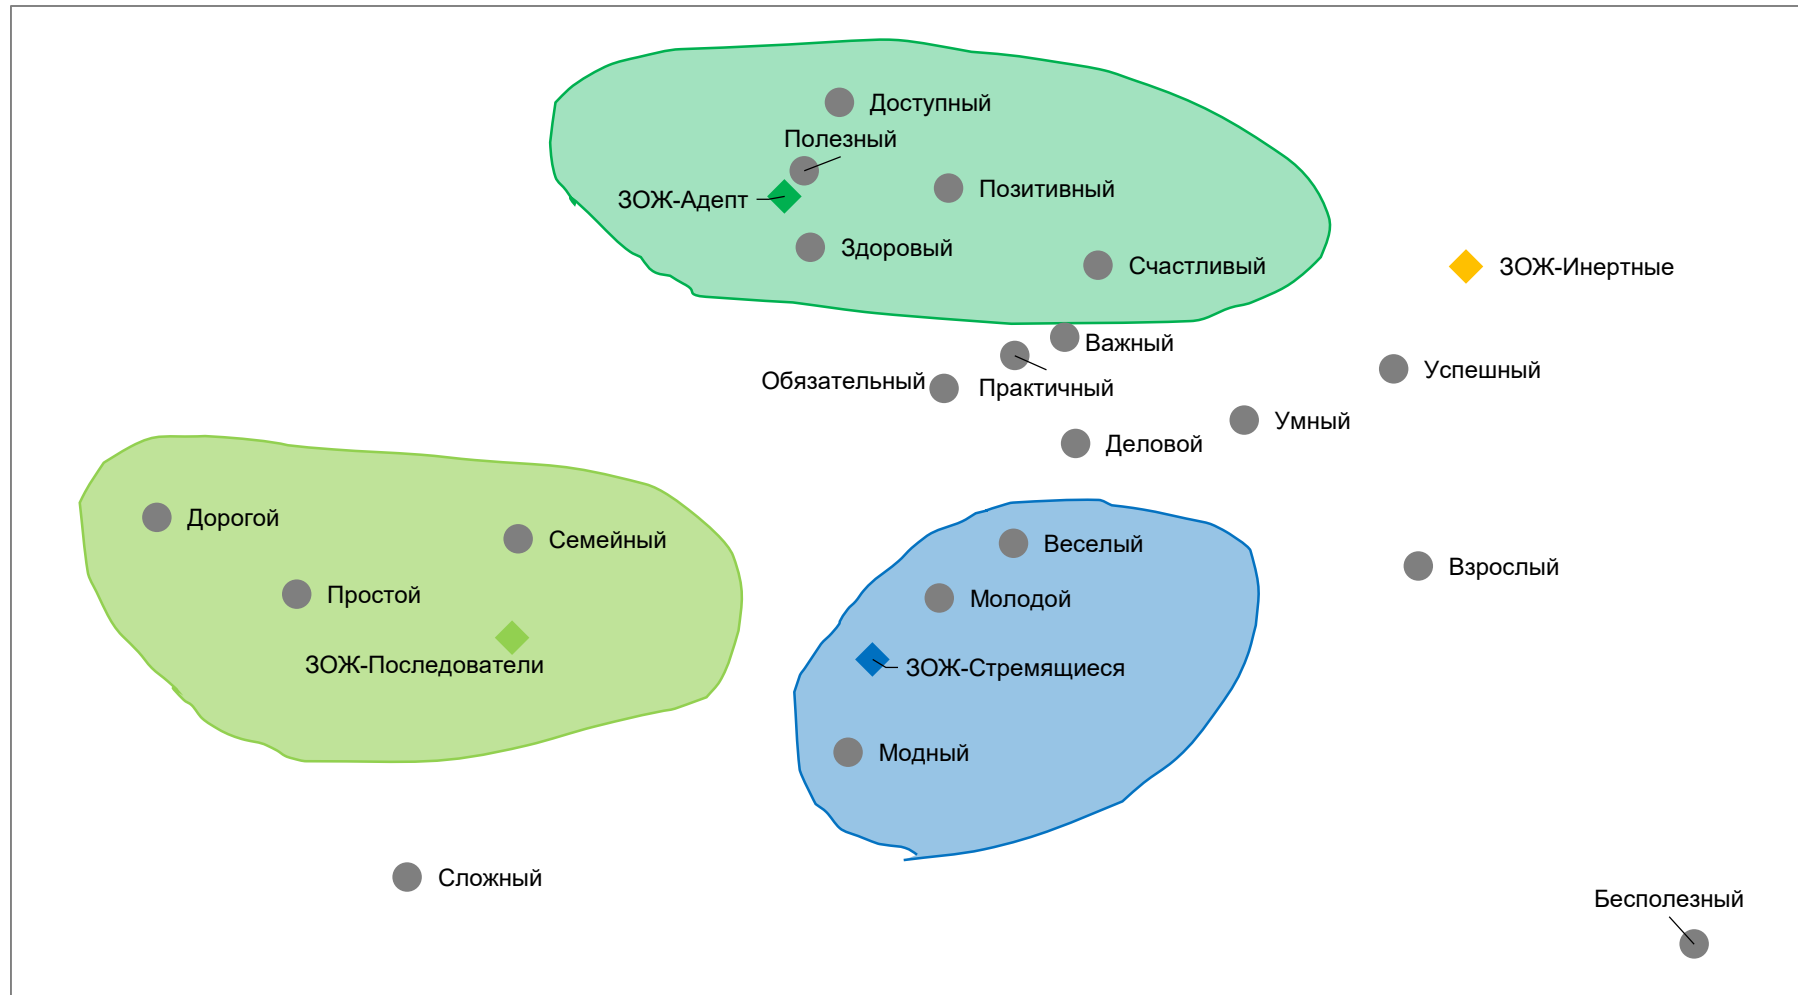 Доступный
Полезный
Позитивный
ЗОЖ-Адепт
Здоровый
Счастливый
ЗОЖ-Инертные
Важный
Успешный
Обязательный
Практичный
Умный
Деловой
Дорогой
Семейный
Веселый
Взрослый
Простой
Молодой
ЗОЖ-Последователи
ЗОЖ-Стремящиеся
Модный
Сложный
Бесполезный